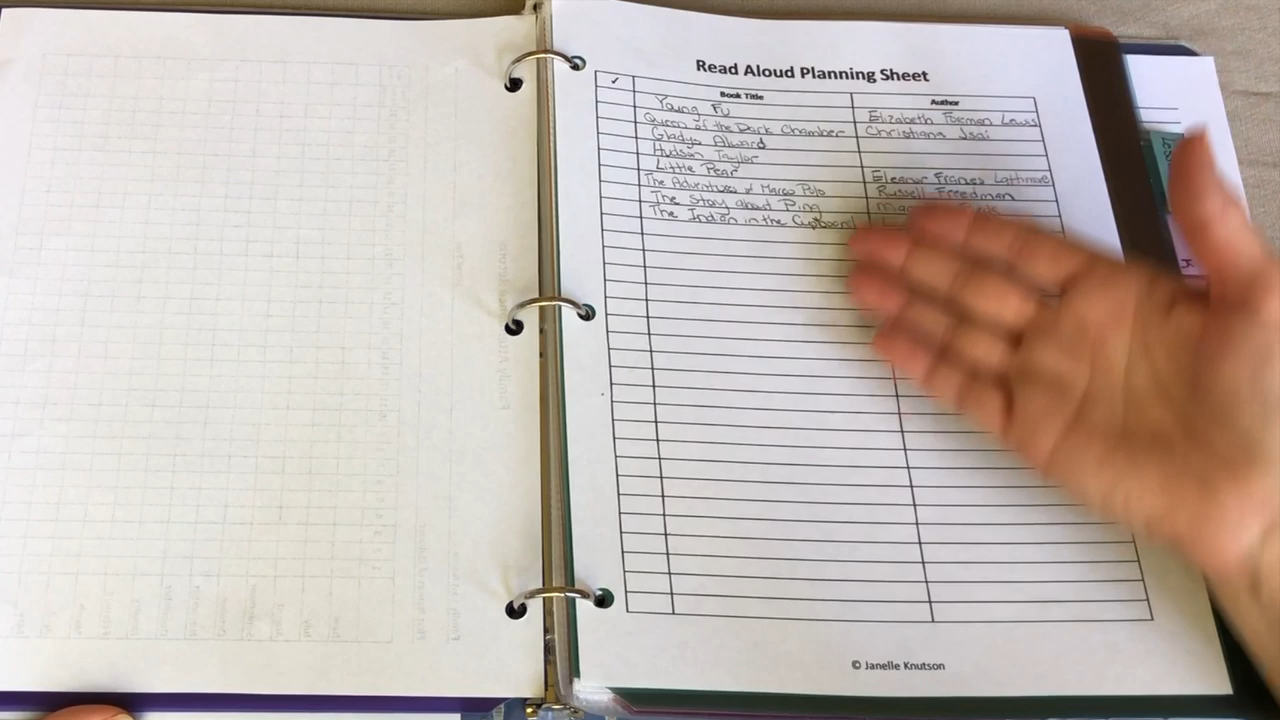 Read Aloud Planning Sheet
✓ Book Title Author
Young Fu Elizabeth Foreman Lewis
Queen of the Dark Chamber Christiana Jsai
Gladys Alward
Hudson Taylor
Little Pear Eleanor Frances Lattimore
The Adventures of Marco Polo Russell Freedman
The Stoy about Ping
The Indian in the Cupboard
© Janelle Knutson